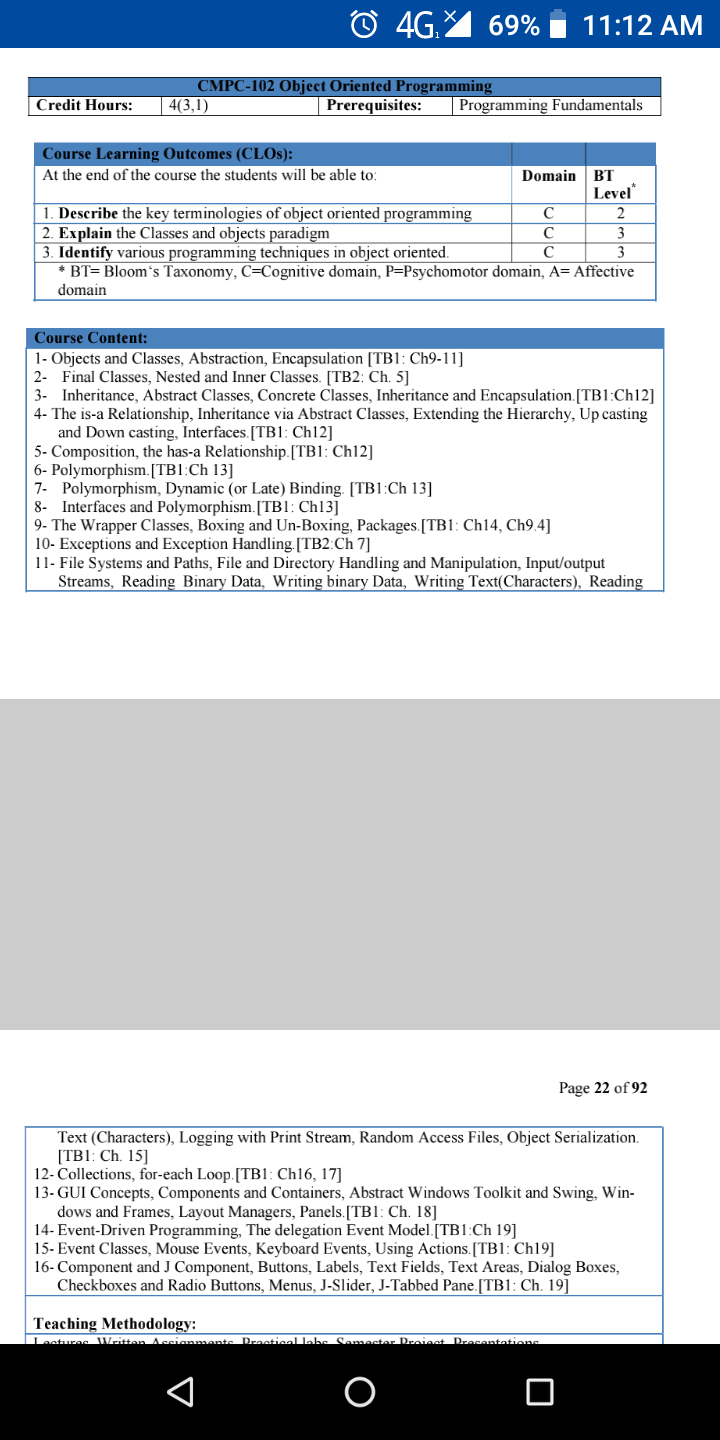 4G 69% 11:12 AM
CMPC-102 Object Oriented Programming
Credit Hours: 4(3,1) Prerequisites: Programming Fundamentals
Course Learning Outcomes (CLOs):
At the end of the course the students will be able to: Domain BT
Level*
1. Describe the key terminologies of object oriented programming C 2
2. Explain the Classes and objects paradigm C 3
3. Identify various programming techniques in object oriented. C 3
* BT= Bloom‘s Taxonomy, C=Cognitive domain, P=Psychomotor domain, A= Affective
domain
Course Content:
1- Objects and Classes, Abstraction, Encapsulation [TB1: Ch9-11]
2- Final Classes, Nested and Inner Classes. [TB2: Ch. 5]
3- Inheritance, Abstract Classes, Concrete Classes, Inheritance and Encapsulation.[TB1:Ch12]
4- The is-a Relationship, Inheritance via Abstract Classes, Extending the Hierarchy, Up casting
and Down casting, Interfaces.[TB1: Ch12]
5- Composition, the has-a Relationship.[TB1: Ch12]
6- Polymorphism.[TB1:Ch 13]
7- Polymorphism, Dynamic (or Late) Binding. [TB1:Ch 13]
8- Interfaces and Polymorphism.[TB1: Ch13]
9- The Wrapper Classes, Boxing and Un-Boxing, Packages.[TB1: Ch14, Ch9.4]
10- Exceptions and Exception Handling.[TB2:Ch 7]
11- File Systems and Paths, File and Directory Handling and Manipulation, Input/output
Streams, Reading Binary Data, Writing binary Data, Writing Text(Characters), Reading
Page 22 of 92
Text (Characters), Logging with Print Stream, Random Access Files, Object Serialization.
[TB1: Ch. 15]
12- Collections, for-each Loop.[TB1: Ch16, 17]
13- GUI Concepts, Components and Containers, Abstract Windows Toolkit and Swing, Win-
dows and Frames, Layout Managers, Panels.[TB1: Ch. 18]
14- Event-Driven Programming, The delegation Event Model.[TB1:Ch 19]
15- Event Classes, Mouse Events, Keyboard Events, Using Actions.[TB1: Ch19]
16- Component and J Component, Buttons, Labels, Text Fields, Text Areas, Dialog Boxes,
Checkboxes and Radio Buttons, Menus, J-Slider, J-Tabbed Pane.[TB1: Ch. 19]
Teaching Methodology:
Lectures, Written Assignments, Practical labs, Semester Project, Presentations